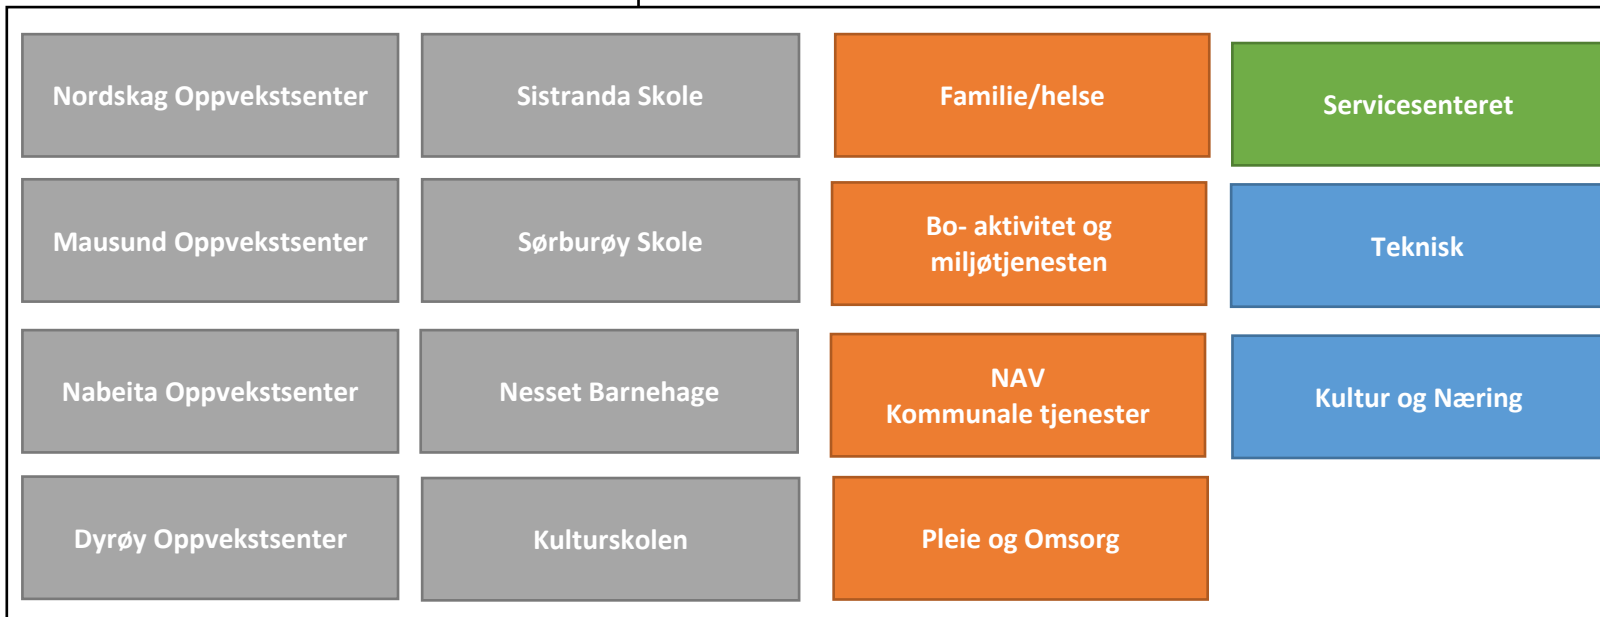 Nordskag Oppvekstsenter
Sistranda Skole
Familie/helse
Servicesenteret
Mausund Oppvekstsenter
Sørburøy Skole
Bo- aktivitet og
miljøtjenesten
Teknisk
Nabeita Oppvekstsenter
Nesset Barnehage
NAV
Kommunale tjenester
Kultur og Næring
Dyrøy Oppvekstsenter
Kulturskolen
Pleie og Omsorg